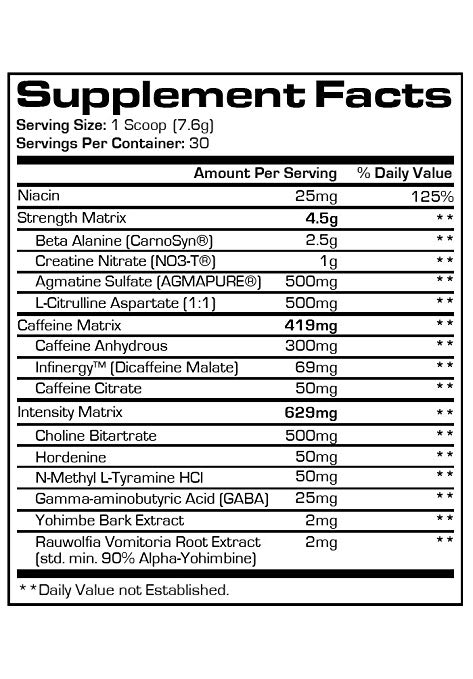 Supplement Facts
Serving Size: 1 Scoop (7.6g)
Servings Per Container: 30
Amount Per Serving % Daily Value
Niacin 25mg 125%
Strength Matrix 4.5g **
Beta Alanine (CarnoSyn®) 2.5g **
Creatine Nitrate (NO3-T®) 1g **
Agmatine Sulfate (AGMAPURE®) 500mg **
L-Citrulline Aspartate (1:1) 500mg **
Caffeine Matrix 419mg **
Caffeine Anhydrous 300mg **
Infinergy™ (Dicaffeine Malate) 69mg **
Caffeine Citrate 50mg **
Intensity Matrix 629mg **
Choline Bitartrate 500mg **
Hordenine 50mg **
N-Methyl L-Tyramine HCl 50mg **
Gamma-aminobutyric Acid (GABA) 25mg **
Yohimbe Bark Extract 2mg **
Rauwolfia Vomitoria Root Extract 2mg **
(std. min. 90% Alpha-Yohimbine)
**Daily Value not Established.